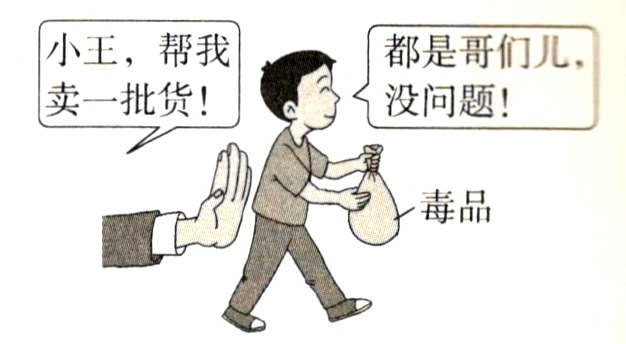 小王，帮我
卖一批货！
都是哥们儿，
没问题！
毒品